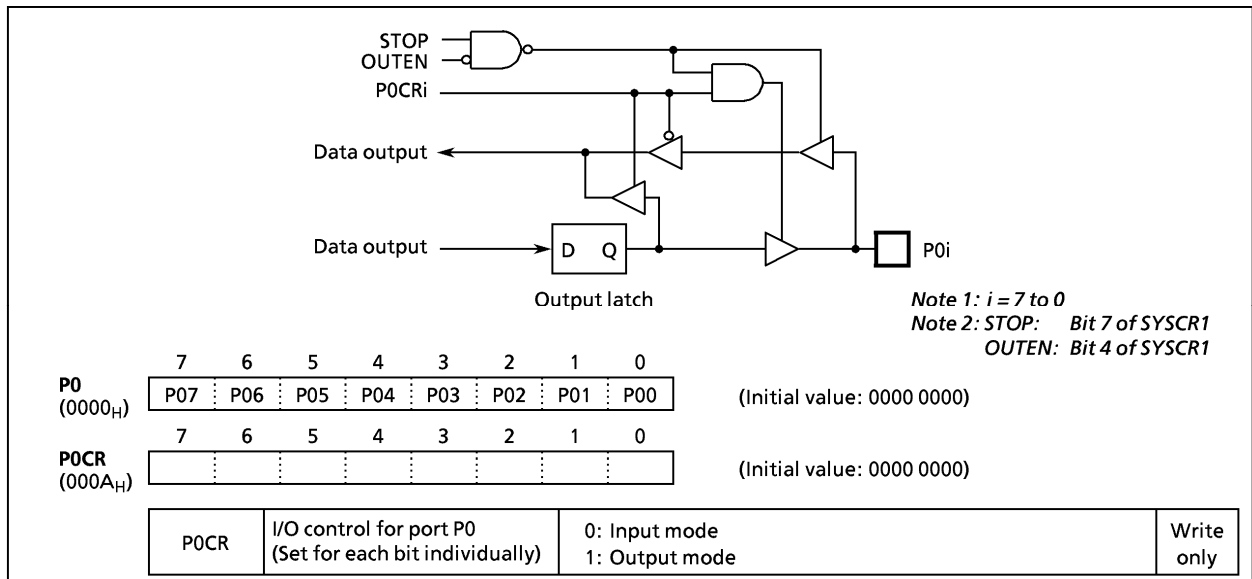 STOP
OUTEN
P0CRi
Data output
Data output
D Q
P0i
Output latch
Note 1: i = 7 to 0
Note 2: STOP: Bit 7 of SYSCR1
OUTEN: Bit 4 of SYSCR1
7 6 5 4 3 2 1 0
P0 (0000H) P07 P06 P05 P04 P03 P02 P01 P00 (Initial value: 0000 0000)
7 6 5 4 3 2 1 0
P0CR (000AH) (Initial value: 0000 0000)
P0CR I/O control for port P0 (Set for each bit individually) 0: Input mode 1: Output mode Write only